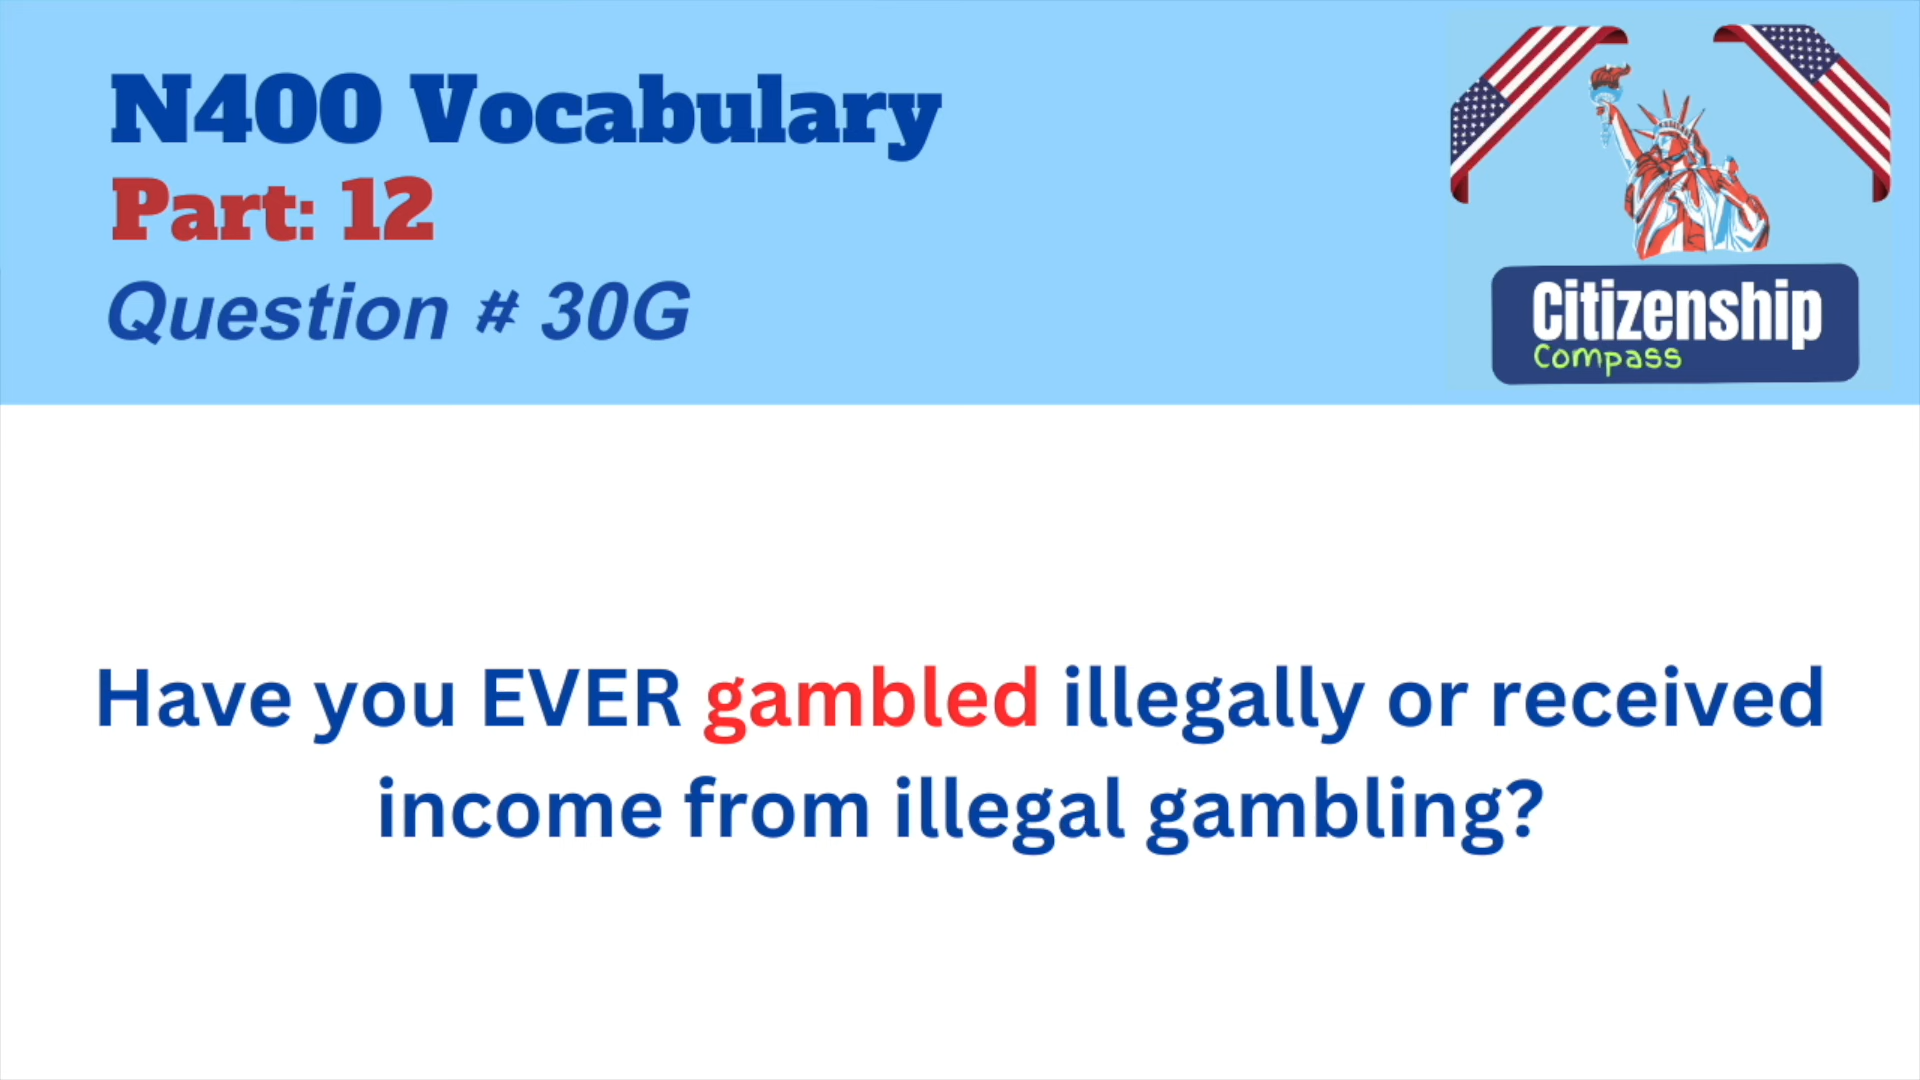 N400 Vocabulary
Part: 12
Question # 30G
Citizenship
Compass
Have you EVER gambled illegally or received
income from illegal gambling?